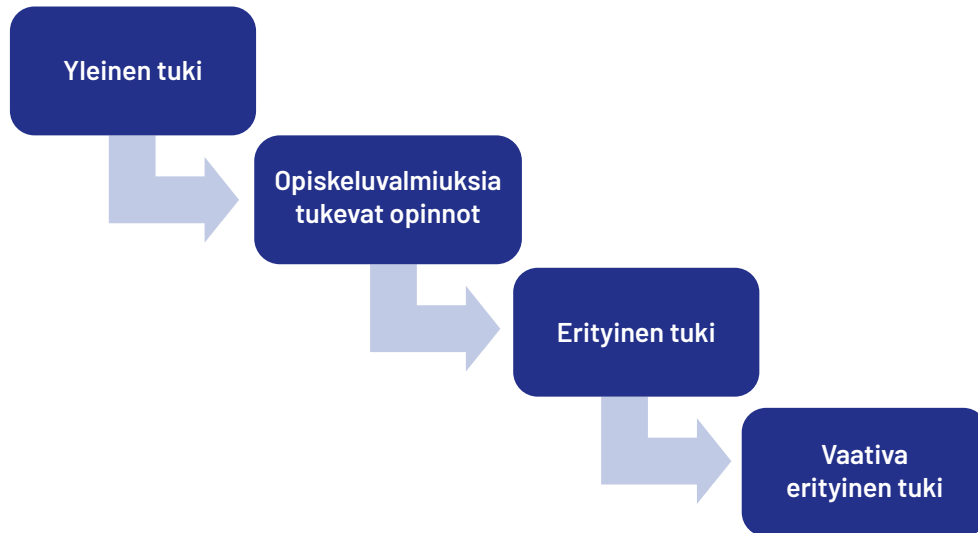 Yleinen tuki
Opiskeluvalmiuksia
tukevat opinnot
Erityinen tuki
Vaativa
erityinen tuki